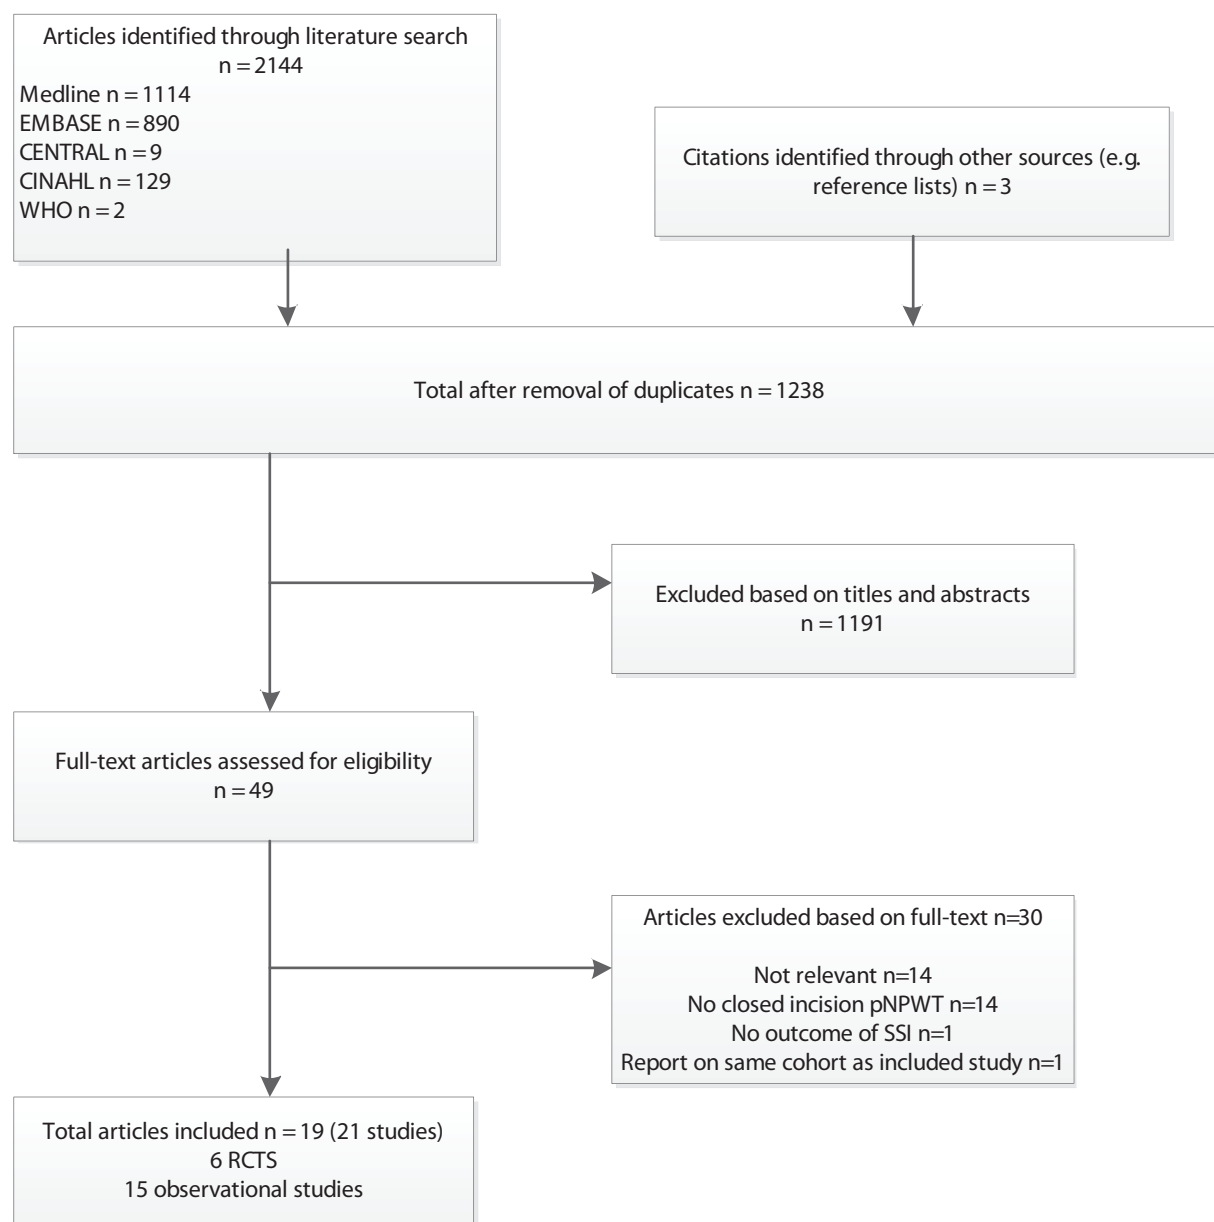 Articles identified through literature search
n = 2144
Medline n = 1114
EMBASE n = 890
CENTRAL n = 9
CINAHL n = 129
WHO n = 2
Citations identified through other sources (e.g.
reference lists) n = 3
Total after removal of duplicates n = 1238
Excluded based on titles and abstracts
n = 1191
Full-text articles assessed for eligibility
n = 49
Articles excluded based on full-text n=30
Not relevant n=14
No closed incision pNPWT n=14
No outcome of SSI n=1
Report on same cohort as included study n=1
Total articles included n = 19 (21 studies)
6 RCTS
15 observational studies